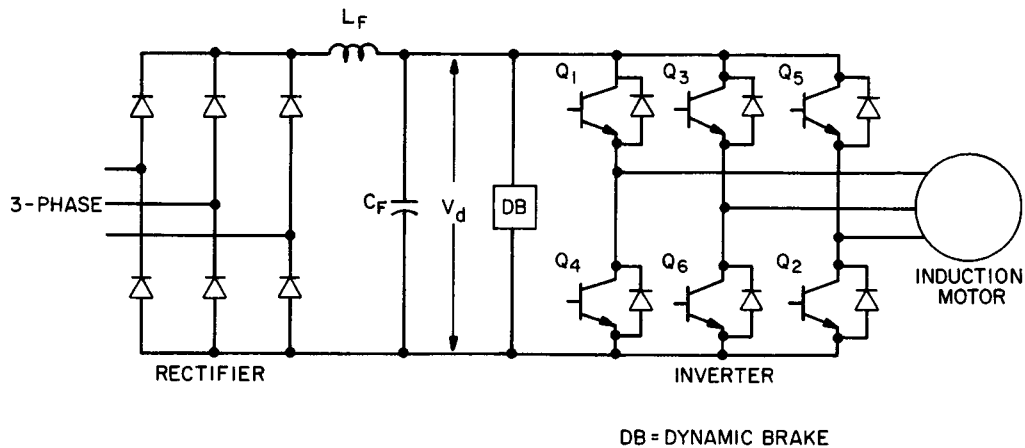 L_F
Q_1
Q_3
Q_5
3-PHASE
C_F
V_d
DB
Q_4
Q_6
Q_2
INDUCTION
MOTOR
RECTIFIER
INVERTER
DB = DYNAMIC BRAKE